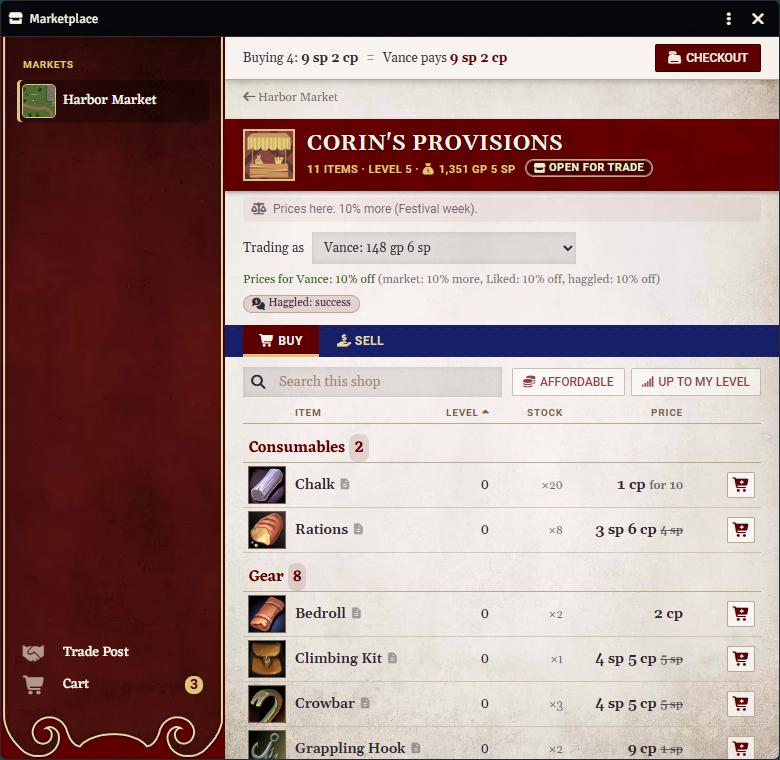 Marketplace
MARKETS
Harbor Market
Trade Post
Cart 3
Buying 4: 9 sp 2 cp = Vance pays 9 sp 2 cp
CHECKOUT
Harbor Market
CORIN'S PROVISIONS
11 ITEMS · LEVEL 5 · 1,351 GP 5 SP OPEN FOR TRADE
Prices here: 10% more (Festival week).
Trading as Vance: 148 gp 6 sp
Prices for Vance: 10% off (market: 10% more, Liked: 10% off, haggled: 10% off)
Haggled: success
BUY SELL
Search this shop AFFORDABLE UP TO MY LEVEL
ITEM LEVEL STOCK PRICE
Consumables 2
Chalk 0 ×20 1 cp for 10
Rations 0 ×8 3 sp 6 cp 4 sp
Gear 8
Bedroll 0 ×2 2 cp
Climbing Kit 0 ×1 4 sp 5 cp 5 sp
Crowbar 0 ×3 4 sp 5 cp 5 sp
Grappling Hook 0 ×2 9 cp 1 sp